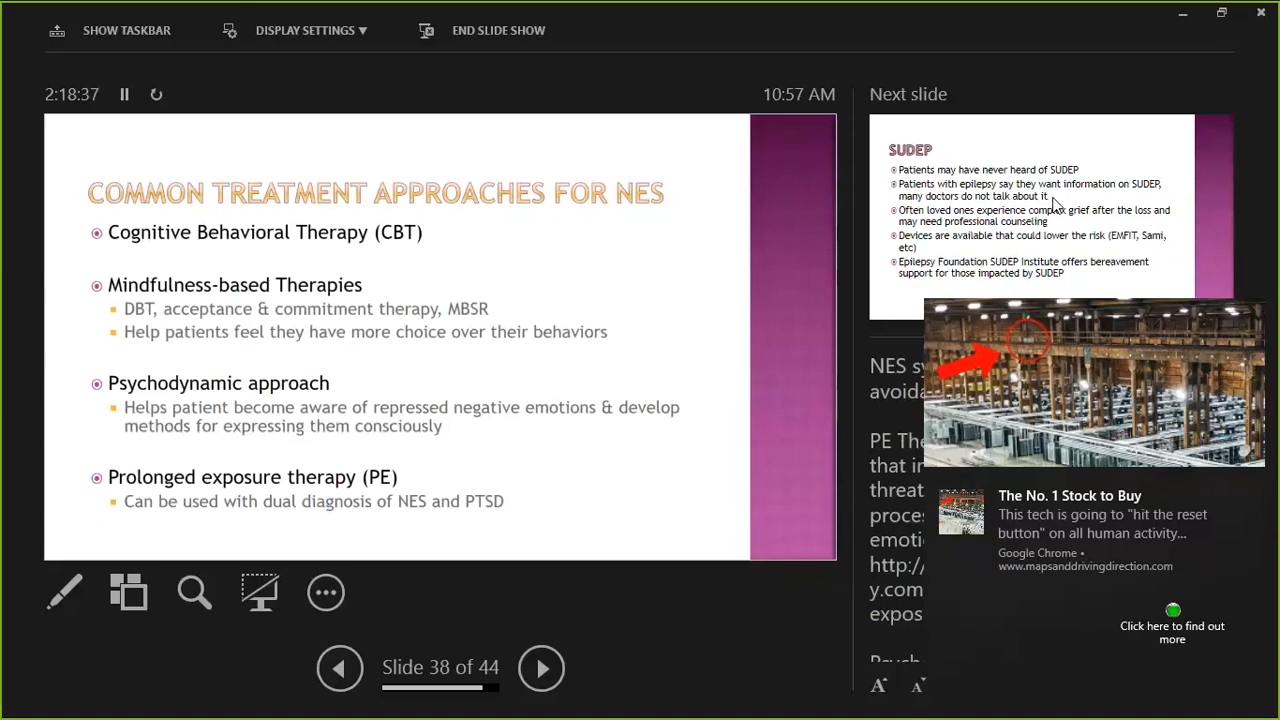 SHOW TASKBAR
DISPLAY SETTINGS ▼
END SLIDE SHOW
2:18:37
10:57 AM
COMMON TREATMENT APPROACHES FOR NES
Cognitive Behavioral Therapy (CBT)
Mindfulness-based Therapies
DBT, acceptance & commitment therapy, MBSR
Help patients feel they have more choice over their behaviors
Psychodynamic approach
Helps patient become aware of repressed negative emotions & develop
methods for expressing them consciously
Prolonged exposure therapy (PE)
Can be used with dual diagnosis of NES and PTSD
Slide 38 of 44
Next slide
SUDEP
Patients may have never heard of SUDEP
Patients with epilepsy say they want information on SUDEP,
many doctors do not talk about it
Often loved ones experience complex grief after the loss and
may need professional counseling
Devices are available that could lower the risk (EMFIT, Sami,
etc)
Epilepsy Foundation SUDEP Institute offers bereavement
support for those impacted by SUDEP
NES sy
avoida
PE The
that in
threat
proce
emoti
http:/
y.com
expos
The No. 1 Stock to Buy
This tech is going to "hit the reset
button" on all human activity...
Google Chrome •
www.mapsanddrivingdirection.com
Click here to find out
more
A A